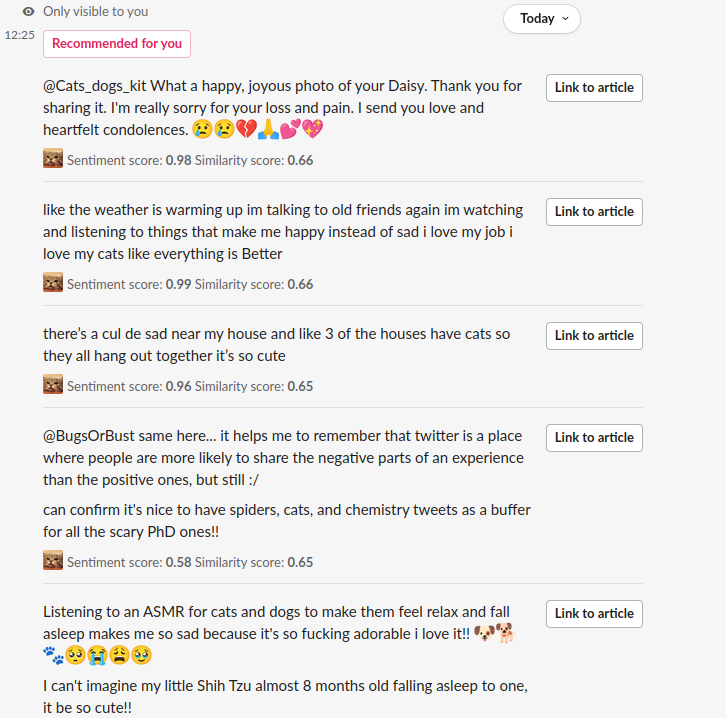 Only visible to you
Today
12:25
Recommended for you
@Cats_dogs_kit What a happy, joyous photo of your Daisy. Thank you for
sharing it. I'm really sorry for your loss and pain. I send you love and
heartfelt condolences. 😢😢💔🙏💕💖
Link to article
Sentiment score: 0.98 Similarity score: 0.66
like the weather is warming up im talking to old friends again im watching
and listening to things that make me happy instead of sad i love my job i
love my cats like everything is Better
Link to article
Sentiment score: 0.99 Similarity score: 0.66
there’s a cul de sad near my house and like 3 of the houses have cats so
they all hang out together it’s so cute
Link to article
Sentiment score: 0.96 Similarity score: 0.65
@BugsOrBust same here... it helps me to remember that twitter is a place
where people are more likely to share the negative parts of an experience
than the positive ones, but still :/
Link to article
can confirm it's nice to have spiders, cats, and chemistry tweets as a buffer
for all the scary PhD ones!!
Sentiment score: 0.58 Similarity score: 0.65
Listening to an ASMR for cats and dogs to make them feel relax and fall
asleep makes me so sad because it's so fucking adorable i love it!! 🐶🐕
🐾🥺😭😩🥹
Link to article
I can't imagine my little Shih Tzu almost 8 months old falling asleep to one,
it be so cute!!